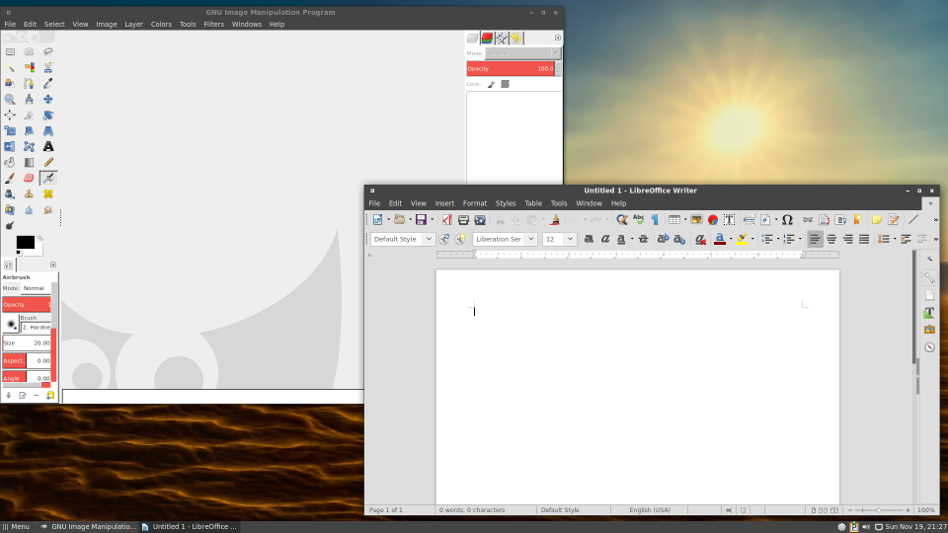 GNU Image Manipulation Program
File Edit Select View Image Layer Colors Tools Filters Windows Help
Mode: Normal
Opacity 100.0
Lock:
Airbrush
Mode: Normal
Opacity
Brush
2. Hardne
Size 20.00
Aspect. 0.00
Angle 0.00
Untitled 1 - LibreOffice Writer
File Edit View Insert Format Styles Table Tools Window Help
Default Style Liberation Ser 12
Page 1 of 1 0 words, 0 characters Default Style English (USA) 100%
Menu GNU Image Manipulatio... Untitled 1 - LibreOffice ... Sun Nov 19, 21:27